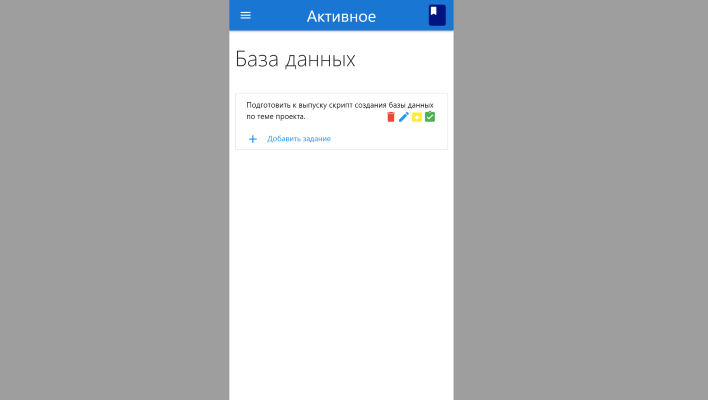 Активное
База данных
Подготовить к выпуску скрипт создания базы данных
по теме проекта.
Добавить задание